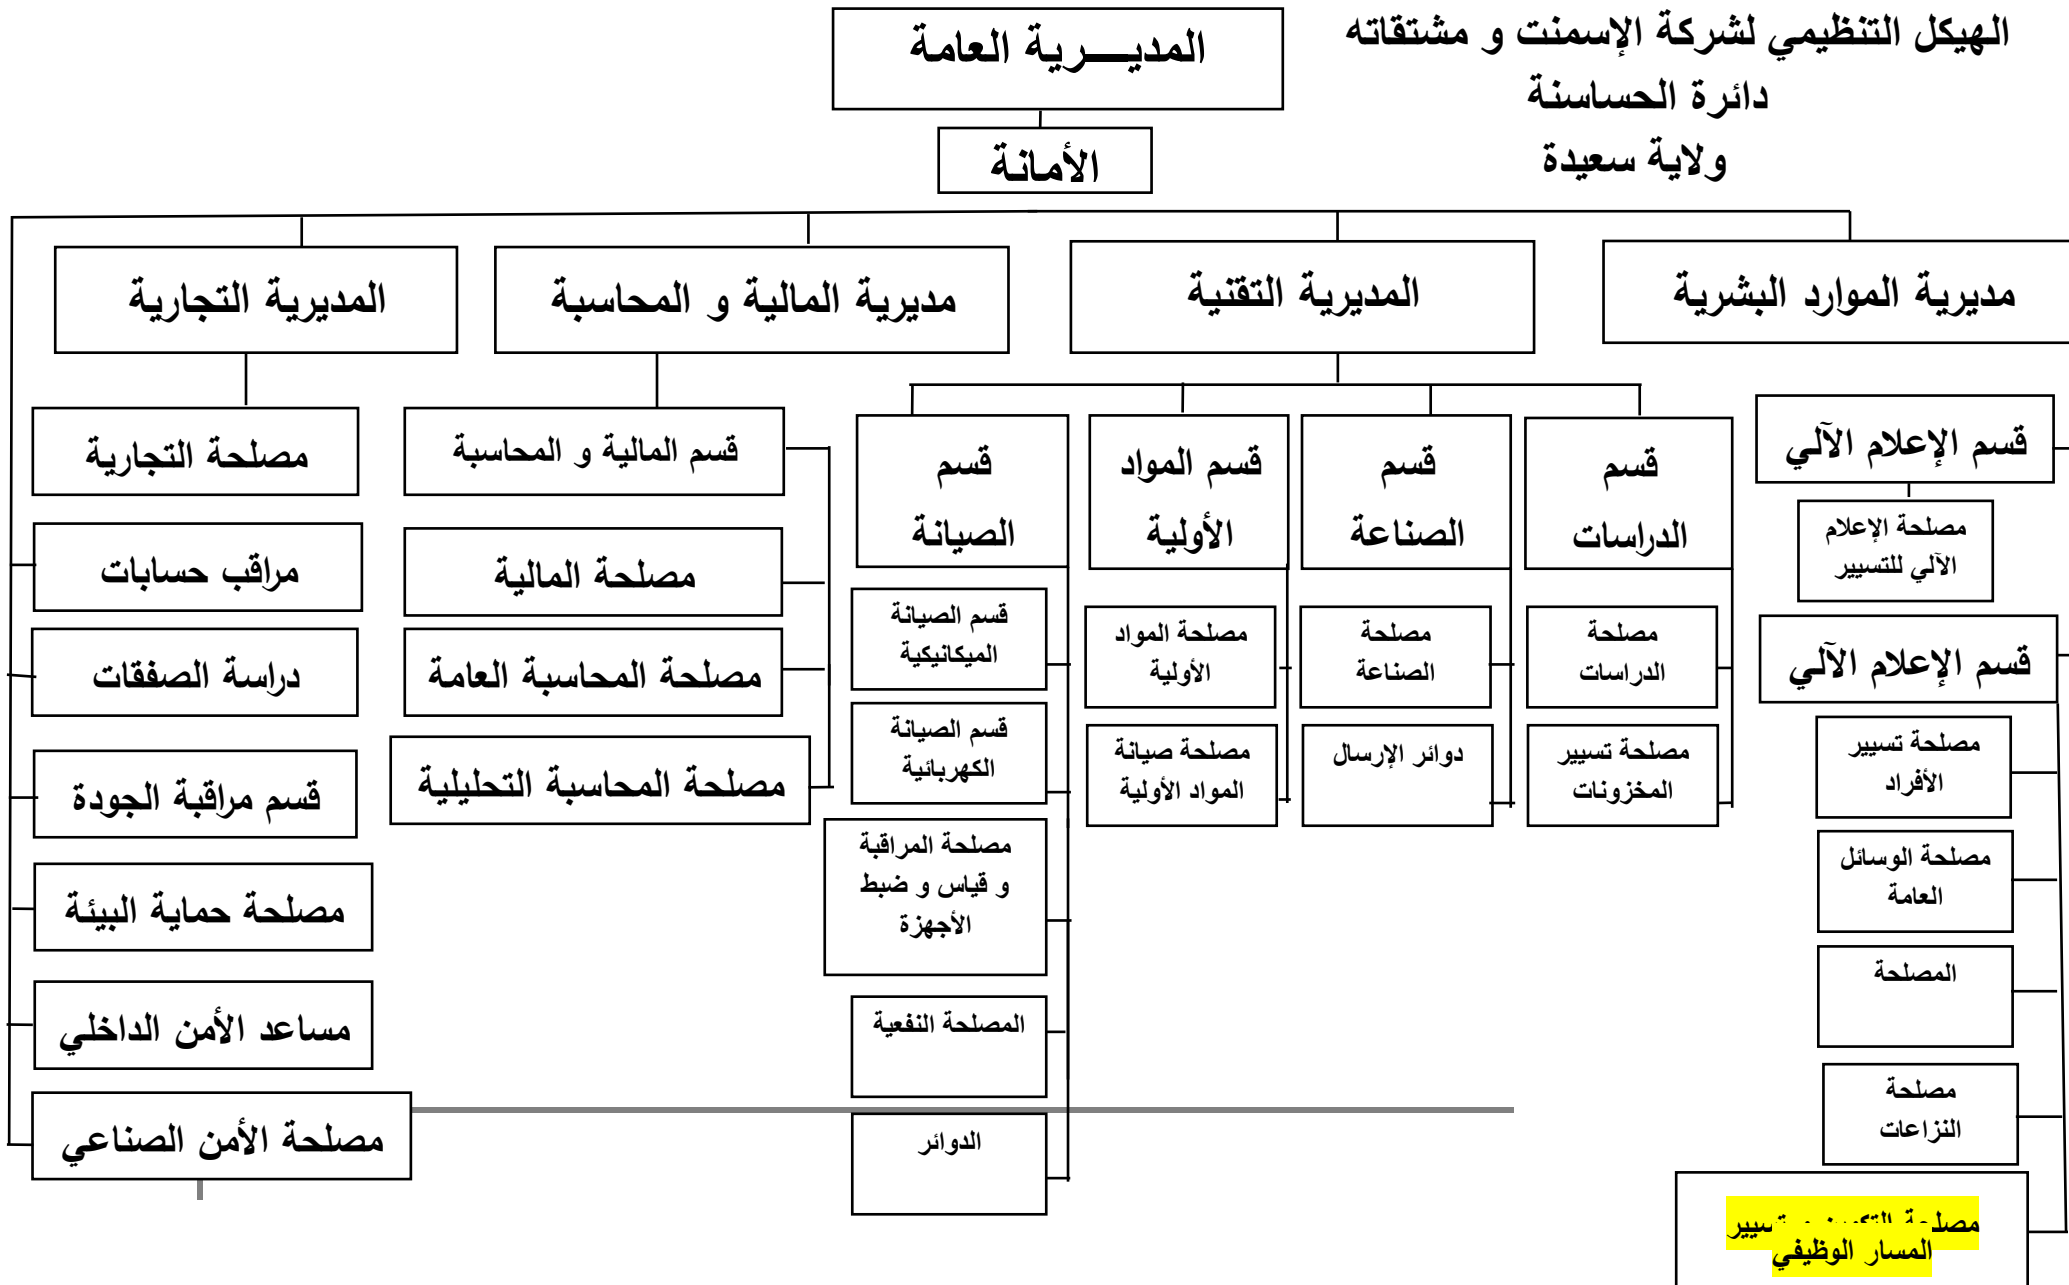 الهيكل التنظيمي لشركة الإسمنت و مشتقاته
دائرة الحساسنة
ولاية سعيدة
المديـــرية العامة
الأمانة
مديرية الموارد البشرية
المديرية التقنية
مديرية المالية و المحاسبة
المديرية التجارية
قسم الإعلام الآلي
مصلحة الإعلام
الآلي للتسيير
قسم الإعلام الآلي
مصلحة تسيير
الأفراد
مصلحة الوسائل
العامة
المصلحة
مصلحة
النزاعات
مصلحة التكوين و تسيير
المسار الوظيفي
قسم
الدراسات
مصلحة
الدراسات
مصلحة تسيير
المخزونات
قسم
الصناعة
مصلحة
الصناعة
دوائر الإرسال
قسم المواد
الأولية
مصلحة المواد
الأولية
مصلحة صيانة
المواد الأولية
قسم
الصيانة
قسم الصيانة
الميكانيكية
قسم الصيانة
الكهربائية
مصلحة المراقبة
و قياس و ضبط
الأجهزة
المصلحة النفعية
الدوائر
قسم المالية و المحاسبة
مصلحة المالية
مصلحة المحاسبة العامة
مصلحة المحاسبة التحليلية
مصلحة التجارية
مراقب حسابات
دراسة الصفقات
قسم مراقبة الجودة
مصلحة حماية البيئة
مساعد الأمن الداخلي
مصلحة الأمن الصناعي